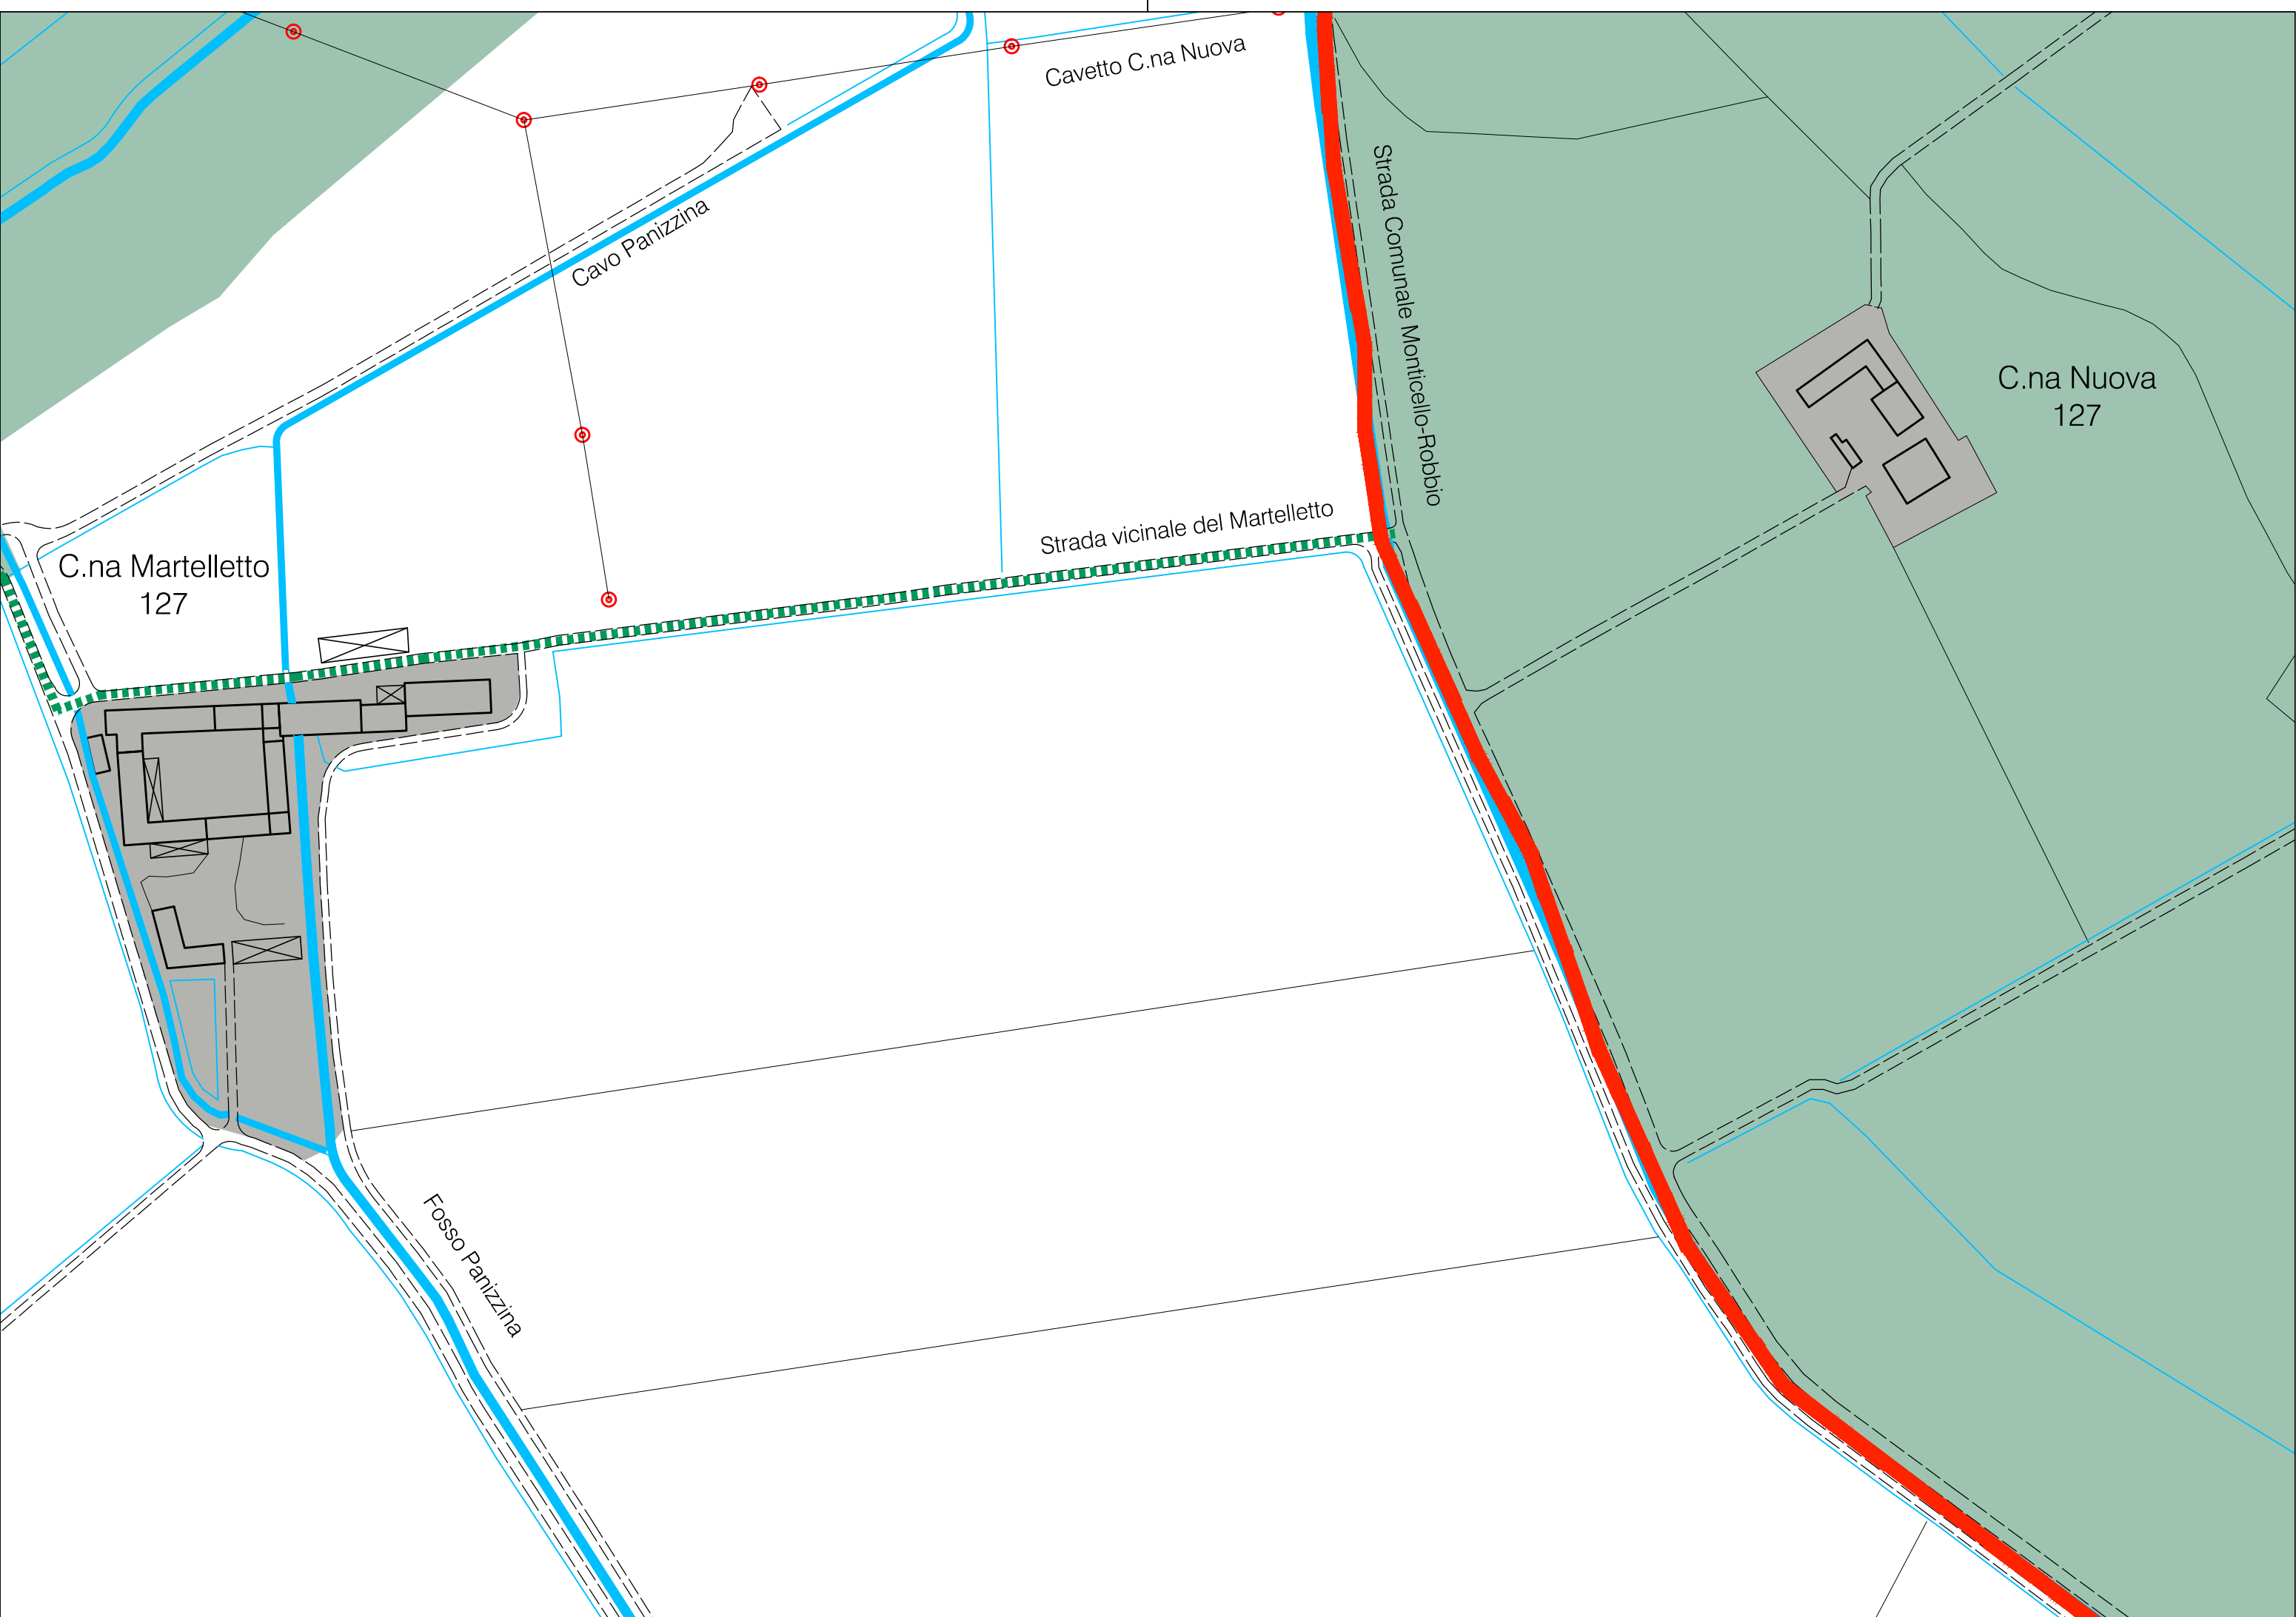 Cavetto C.na Nuova
Cavo Panizzina
Strada Comunale Monticello-Robbio
C.na Nuova
127
Strada vicinale del Martelletto
C.na Martelletto
127
Fosso Panizzina